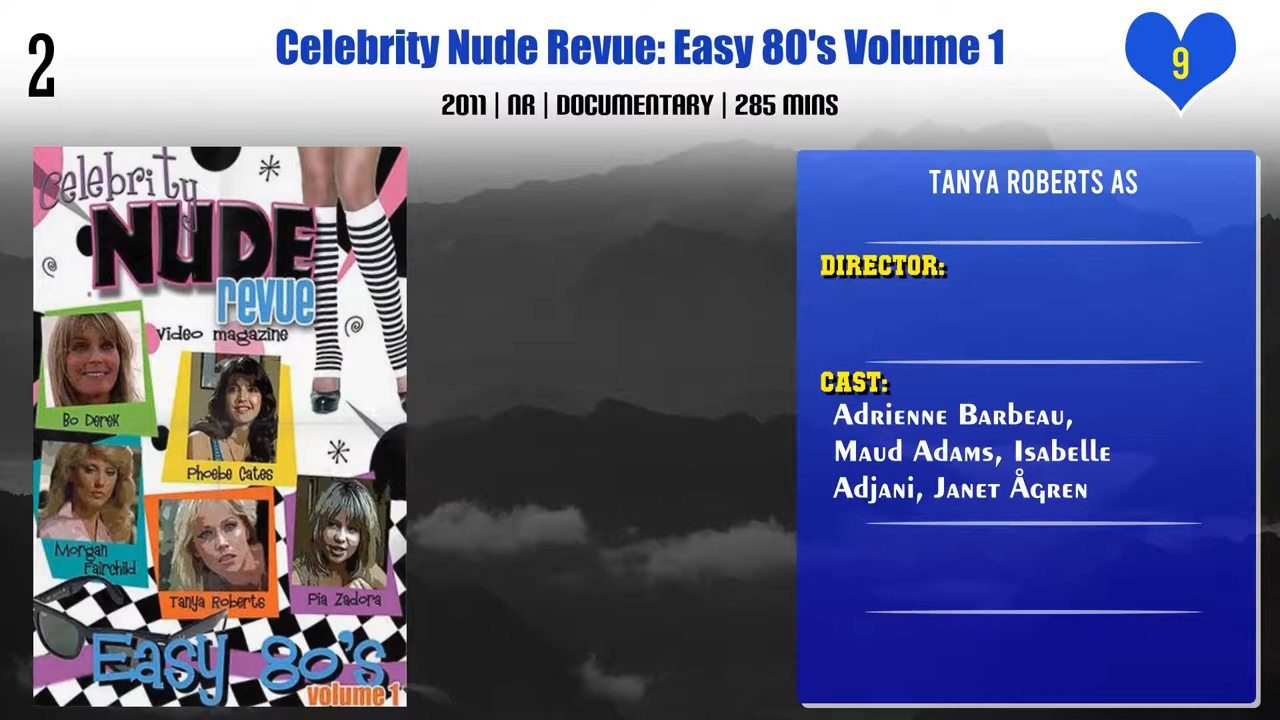 2
Celebrity Nude Revue: Easy 80's Volume 1
9
2011 | NR | DOCUMENTARY | 285 MINS
celebrity
NUDE
revue
video magazine
Bo Derek
Phoebe Cates
Morgan
Fairchild
Tanya Roberts
Pia Zadora
Easy 80's
volume 1
TANYA ROBERTS AS
DIRECTOR:
CAST:
Adrienne Barbeau,
Maud Adams, Isabelle
Adjani, Janet Ågren